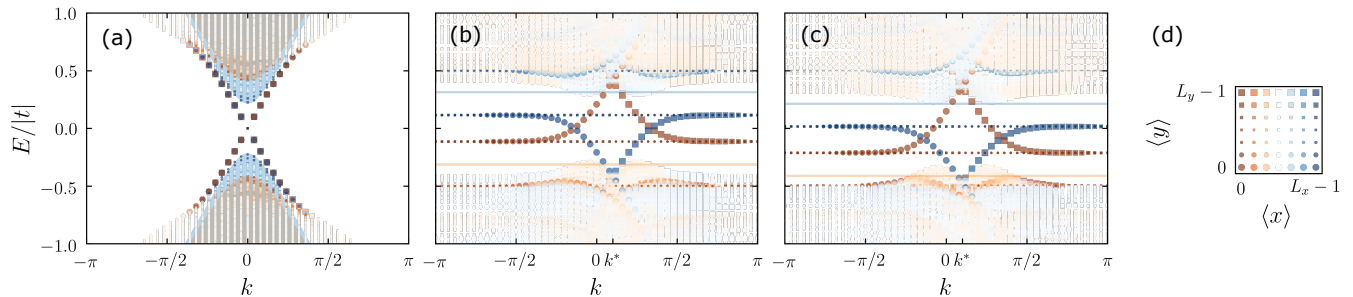 (a)
(b)
(c)
(d)
E/|t|
1.0
0.5
0.0
−0.5
−1.0
−π
−π/2
0
π/2
π
k
−π
−π/2
0 k*
π/2
π
k
−π
−π/2
0 k*
π/2
π
k
⟨y⟩
L_y − 1
0
0
L_x − 1
⟨x⟩